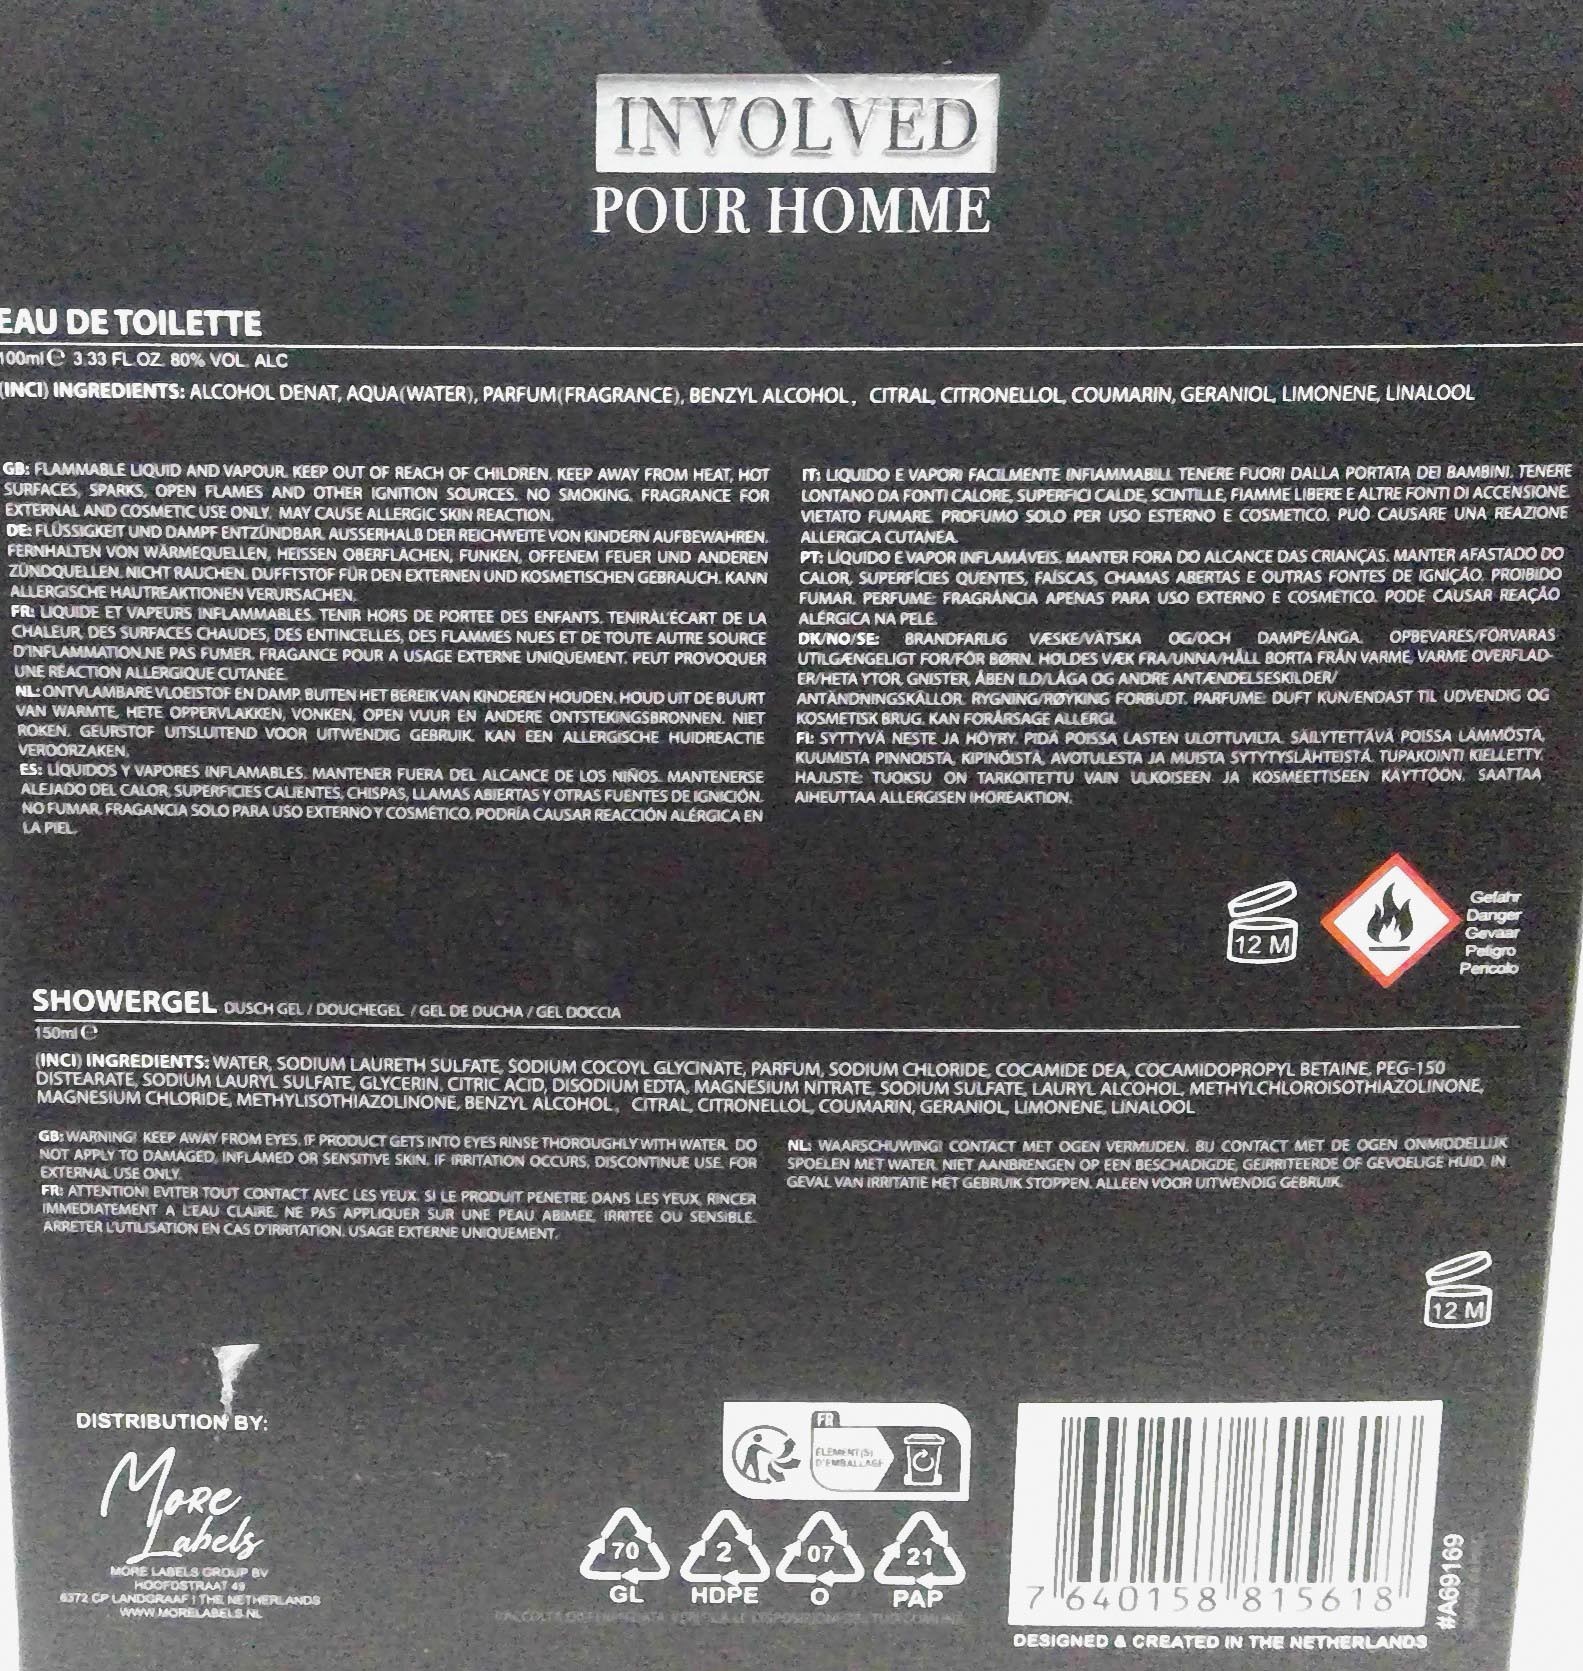 INVOLVED
POUR HOMME
EAU DE TOILETTE
100ml ℮ 3.33 FL.OZ. 80% VOL. ALC
(INCI) INGREDIENTS: ALCOHOL DENAT, AQUA(WATER), PARFUM(FRAGRANCE), BENZYL ALCOHOL, CITRAL, CITRONELLOL, COUMARIN, GERANIOL, LIMONENE, LINALOOL
GB: FLAMMABLE LIQUID AND VAPOUR. KEEP OUT OF REACH OF CHILDREN. KEEP AWAY FROM HEAT, HOT
SURFACES, SPARKS, OPEN FLAMES AND OTHER IGNITION SOURCES. NO SMOKING. FRAGRANCE FOR
EXTERNAL AND COSMETIC USE ONLY. MAY CAUSE ALLERGIC SKIN REACTION.
DE: FLÜSSIGKEIT UND DAMPF ENTZÜNDBAR. AUSSERHALB DER REICHWEITE VON KINDERN AUFBEWAHREN.
FERNHALTEN VON WÄRMEQUELLEN, HEISSEN OBERFLACHEN, FUNKEN, OFFENEM FEUER UND ANDEREN
ZÜNDQUELLEN. NICHT RAUCHEN. DUFFTSTOF FÜR DEN EXTERNEN UND KOSMETISCHEN GEBRAUCH. KANN
ALLERGISCHE HAUTREAKTIONEN VERURSACHEN.
FR: LIQUIDE ET VAPEURS INFLAMMABLES. TENIR HORS DE PORTEE DES ENFANTS. TENIRÀL'ÉCART DE LA
CHALEUR, DES SURFACES CHAUDES, DES ENTINCELLES, DES FLAMMES NUES ET DE TOUTE AUTRE SOURCE
D'INFLAMMATION.NE PAS FUMER. FRAGANCE POUR A USAGE EXTERNE UNIQUEMENT. PEUT PROVOQUER
UNE RÉACTION ALLERGIQUE CUTANÉE.
NL: ONTVLAMBARE VLOEISTOF EN DAMP. BUITEN HET BEREIK VAN KINDEREN HOUDEN. HOUD UIT DE BUURT
VAN WARMTE, HETE OPPERVLAKKEN, VONKEN, OPEN VUUR EN ANDERE ONTSTEKINGSBRONNEN. NIET
ROKEN. GEURSTOF UITSLUITEND VOOR UITWENDIG GEBRUIK. KAN EEN ALLERGISCHE HUIDREACTIE
VEROORZAKEN.
ES: LÍQUIDOS Y VAPORES INFLAMABLES. MANTENER FUERA DEL ALCANCE DE LOS NIÑOS. MANTENERSE
ALEJADO DEL CALOR, SUPERFICIES CALIENTES, CHISPAS, LLAMAS ABIERTAS Y OTRAS FUENTES DE IGNICIÓN.
NO FUMAR. FRAGANCIA SOLO PARA USO EXTERNO Y COSMÉTICO. PODRÍA CAUSAR REACCIÓN ALÉRGICA EN
LA PIEL.
IT: LIQUIDO E VAPORI FACILMENTE INFIAMMABILL. TENERE FUORI DALLA PORTATA DEI BAMBINI. TENERE
LONTANO DA FONTI CALORE, SUPERFICI CALDE, SCINTILLE, FIAMME LIBERE E ALTRE FONTI DI ACCENSIONE.
VIETATO FUMARE. PROFUMO SOLO PER USO ESTERNO E COSMETICO. PUÒ CAUSARE UNA REAZIONE
ALLERGICA CUTANEA.
PT: LÍQUIDO E VAPOR INFLAMÁVEIS. MANTER FORA DO ALCANCE DAS CRIANÇAS. MANTER AFASTADO DO
CALOR, SUPERFÍCIES QUENTES, FAÍSCAS, CHAMAS ABERTAS E OUTRAS FONTES DE IGNIÇÃO. PROIBIDO
FUMAR. PERFUME: FRAGRÂNCIA APENAS PARA USO EXTERNO E COSMÉTICO. PODE CAUSAR REAÇÃO
ALÉRGICA NA PELE.
DK/NO/SE: BRANDFARLIG VÆSKE/VÄTSKA OG/OCH DAMPE/ÅNGA. OPBEVARES/FÖRVARAS
UTILGÆNGELIGT FOR/FÖR BØRN. HOLDES VÆK FRA/UNNA/HÅLL BORTA FRÅN VARME, VARME OVERFLAD-
ER/HETA YTOR, GNISTER, ÅBEN ILD/LÅGA OG ANDRE ANTÆNDELSESKILDER/
ANTÄNDNINGSKÄLLOR. RYGNING/RØYKING FORBUDT. PARFUME: DUFT KUN/ENDAST TIL UDVENDIG OG
KOSMETISK BRUG. KAN FORÅRSAGE ALLERGI.
FI: SYTTYVÄ NESTE JA HÖYRY. PIDÄ POISSA LASTEN ULOTTUVILTA. SÄILYTETTÄVÄ POISSA LÄMMÖSTÄ,
KUUMISTA PINNOISTA, KIPINÖISTÄ, AVOTULESTA JA MUISTA SYTYTYSLÄHTEISTÄ. TUPAKOINTI KIELLETTY.
HAJUSTE: TUOKSU ON TARKOITETTU VAIN ULKOISEEN JA KOSMEETTISEEN KÄYTTÖÖN. SAATTAA
AIHEUTTAA ALLERGISEN IHOREAKTION.
12 M
Gefahr
Danger
Gevaar
Peligro
Pericolo
SHOWERGEL DUSCH GEL / DOUCHEGEL / GEL DE DUCHA / GEL DOCCIA
150ml ℮
(INCI) INGREDIENTS: WATER, SODIUM LAURETH SULFATE, SODIUM COCOYL GLYCINATE, PARFUM, SODIUM CHLORIDE, COCAMIDE DEA, COCAMIDOPROPYL BETAINE, PEG-150
DISTEARATE, SODIUM LAURYL SULFATE, GLYCERIN, CITRIC ACID, DISODIUM EDTA, MAGNESIUM NITRATE, SODIUM SULFATE, LAURYL ALCOHOL, METHYLCHLOROISOTHIAZOLINONE,
MAGNESIUM CHLORIDE, METHYLISOTHIAZOLINONE, BENZYL ALCOHOL, CITRAL, CITRONELLOL, COUMARIN, GERANIOL, LIMONENE, LINALOOL
GB: WARNING! KEEP AWAY FROM EYES. IF PRODUCT GETS INTO EYES RINSE THOROUGHLY WITH WATER. DO
NOT APPLY TO DAMAGED, INFLAMED OR SENSITIVE SKIN. IF IRRITATION OCCURS, DISCONTINUE USE. FOR
EXTERNAL USE ONLY.
FR: ATTENTION! EVITER TOUT CONTACT AVEC LES YEUX. SI LE PRODUIT PENETRE DANS LES YEUX, RINCER
IMMEDIATEMENT A L'EAU CLAIRE. NE PAS APPLIQUER SUR UNE PEAU ABIMEE, IRRITEE OU SENSIBLE.
ARRETER L'UTILISATION EN CAS D'IRRITATION. USAGE EXTERNE UNIQUEMENT.
NL: WAARSCHUWING! CONTACT MET OGEN VERMIJDEN. BIJ CONTACT MET DE OGEN ONMIDDELLIJK
SPOELEN MET WATER. NIET AANBRENGEN OP EEN BESCHADIGDE, GEÏRRITEERDE OF GEVOELIGE HUID. IN
GEVAL VAN IRRITATIE HET GEBRUIK STOPPEN. ALLEEN VOOR UITWENDIG GEBRUIK.
12 M
DISTRIBUTION BY:
More
Labels
MORE LABELS GROUP BV
HOOFDSTRAAT 49
6372 CP LANDGRAAF I THE NETHERLANDS
WWW.MORELABELS.NL
FR
ÉLÉMENT(S)
D'EMBALLAGE
70
GL
2
HDPE
07
O
21
PAP
RACCOLTA DIFFERENZIATA
7 640158 815618
#A69169
DESIGNED & CREATED IN THE NETHERLANDS